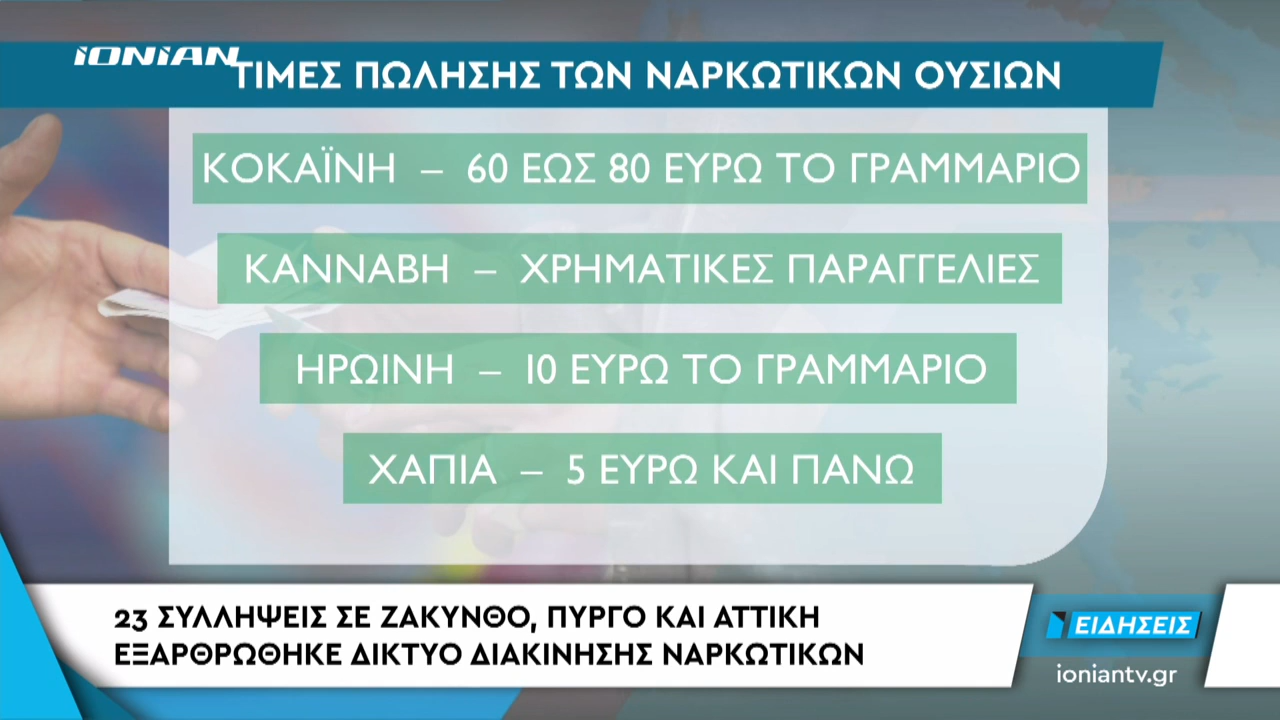 iONiAN
ΤΙΜΕΣ ΠΩΛΗΣΗΣ ΤΩΝ ΝΑΡΚΩΤΙΚΩΝ ΟΥΣΙΩΝ
ΚΟΚΑΪΝΗ – 60 ΕΩΣ 80 ΕΥΡΩ ΤΟ ΓΡΑΜΜΑΡΙΟ
ΚΑΝΝΑΒΗ – ΧΡΗΜΑΤΙΚΕΣ ΠΑΡΑΓΓΕΛΙΕΣ
ΗΡΩΙΝΗ – 10 ΕΥΡΩ ΤΟ ΓΡΑΜΜΑΡΙΟ
ΧΑΠΙΑ – 5 ΕΥΡΩ ΚΑΙ ΠΑΝΩ
23 ΣΥΛΛΗΨΕΙΣ ΣΕ ΖΑΚΥΝΘΟ, ΠΥΡΓΟ ΚΑΙ ΑΤΤΙΚΗ
ΕΞΑΡΘΡΩΘΗΚΕ ΔΙΚΤΥΟ ΔΙΑΚΙΝΗΣΗΣ ΝΑΡΚΩΤΙΚΩΝ
ΕΙΔΗΣΕΙΣ
ioniantv.gr